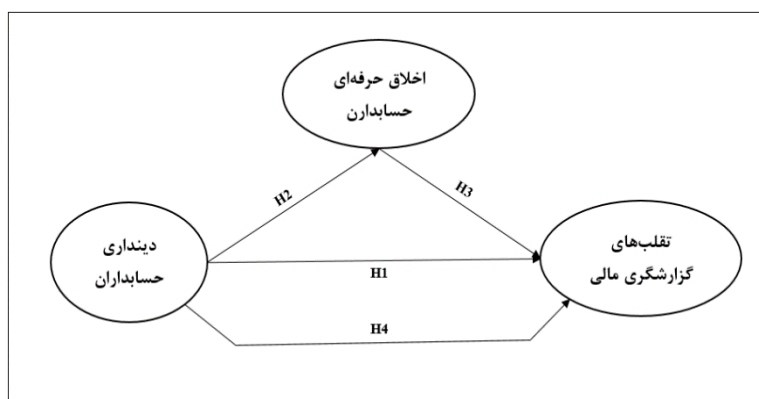 اخلاق حرفه‌ای
حسابدارن
H2
H3
دینداری
حسابداران
تقلب‌های
گزارشگری مالی
H1
H4